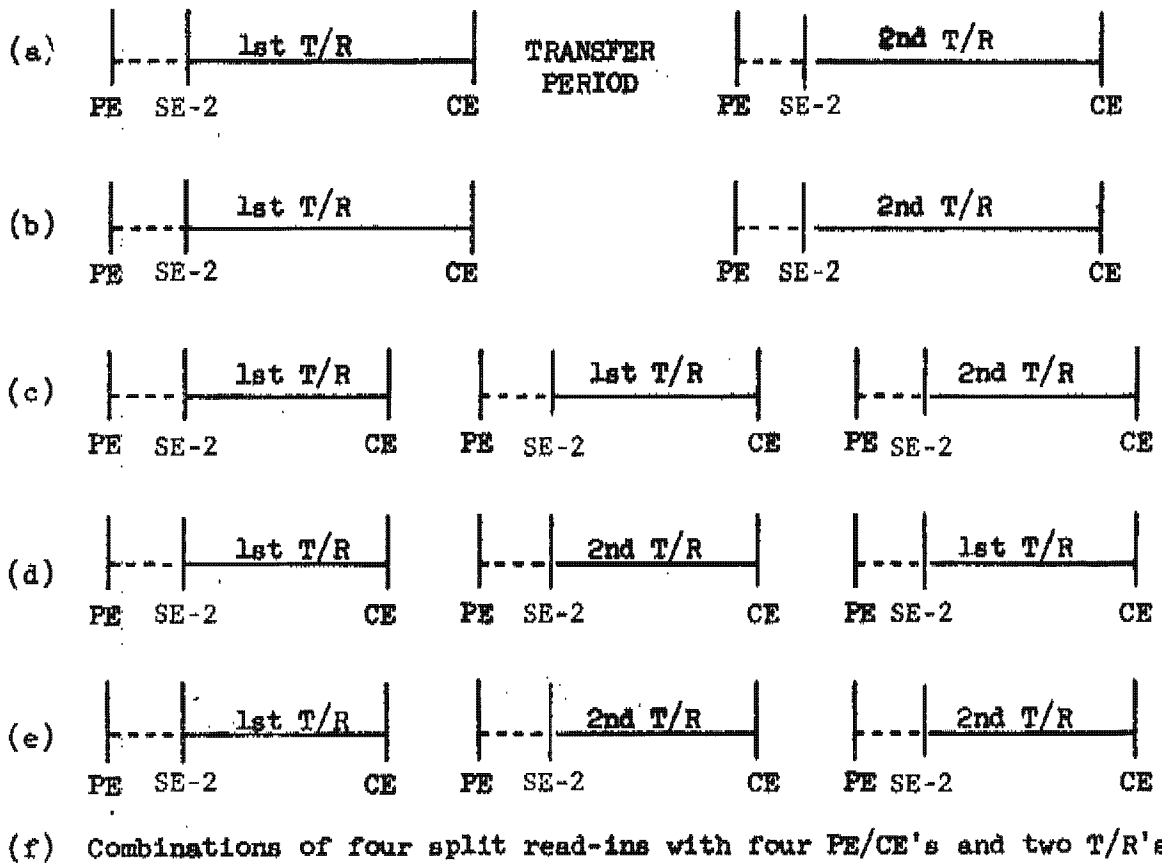 (a) 1st T/R TRANSFER PERIOD 2nd T/R
PE SE-2 CE PE SE-2 CE
(b) 1st T/R 2nd T/R
PE SE-2 CE PE SE-2 CE
(c) 1st T/R 1st T/R 2nd T/R
PE SE-2 CE PE SE-2 CE PE SE-2 CE
(d) 1st T/R 2nd T/R 1st T/R
PE SE-2 CE PE SE-2 CE PE SE-2 CE
(e) 1st T/R 2nd T/R 2nd T/R
PE SE-2 CE PE SE-2 CE PE SE-2 CE
(f) Combinations of four split read-ins with four PE/CE's and two T/R's